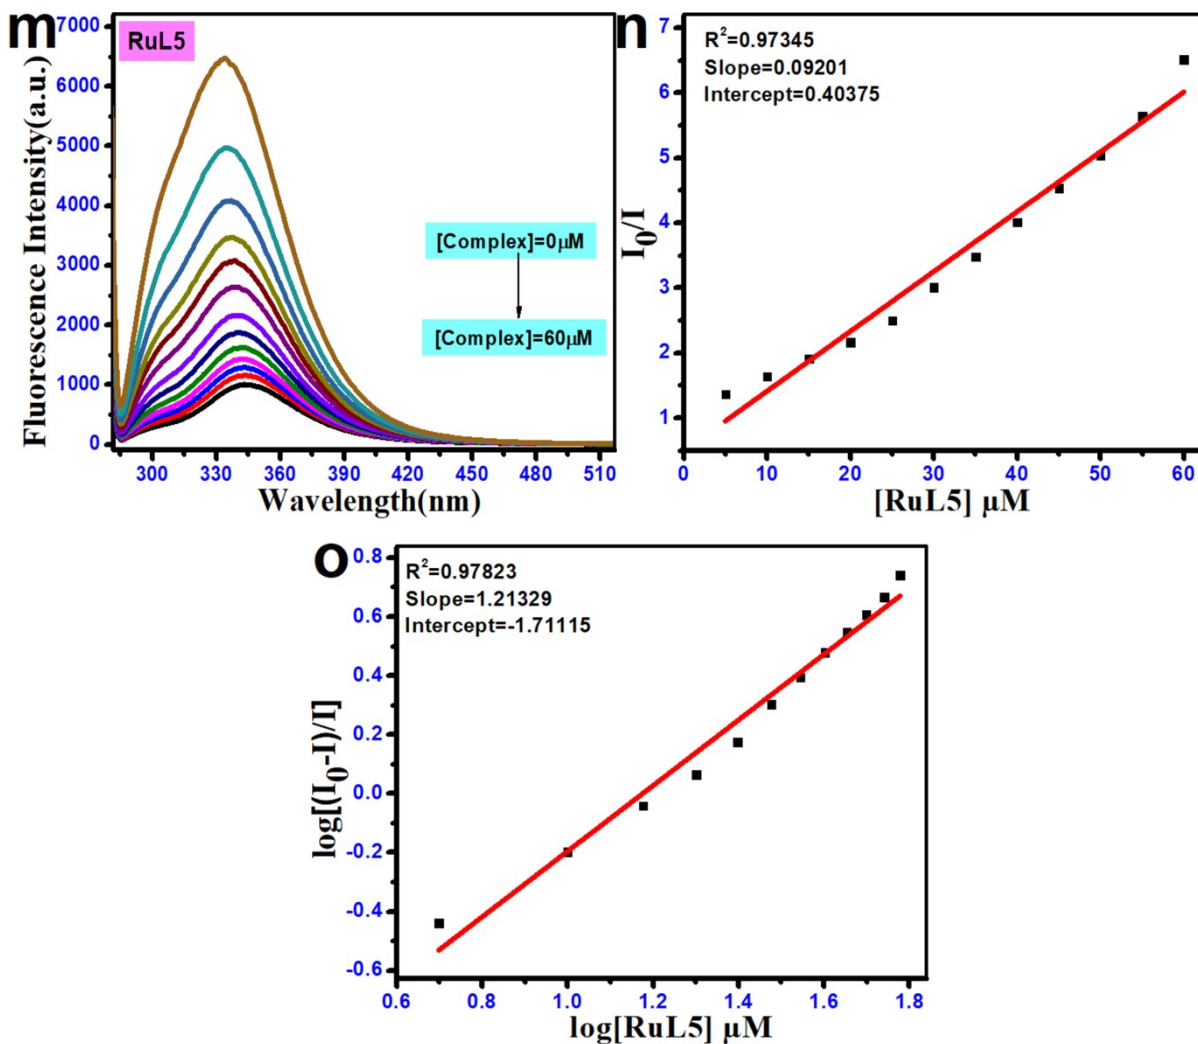 m
RuL5
7000
6000
5000
4000
3000
2000
1000
0
Fluorescence Intensity(a.u.)
[Complex]=0μM
[Complex]=60μM
300 330 360 390 420 450 480 510
Wavelength(nm)
n
R²=0.97345
Slope=0.09201
Intercept=0.40375
7
6
5
4
3
2
1
I₀/I
0 10 20 30 40 50 60
[RuL5] μM
o
R²=0.97823
Slope=1.21329
Intercept=-1.71115
0.8
0.6
0.4
0.2
0.0
-0.2
-0.4
-0.6
log[(I₀-I)/I]
0.6 0.8 1.0 1.2 1.4 1.6 1.8
log[RuL5] μM